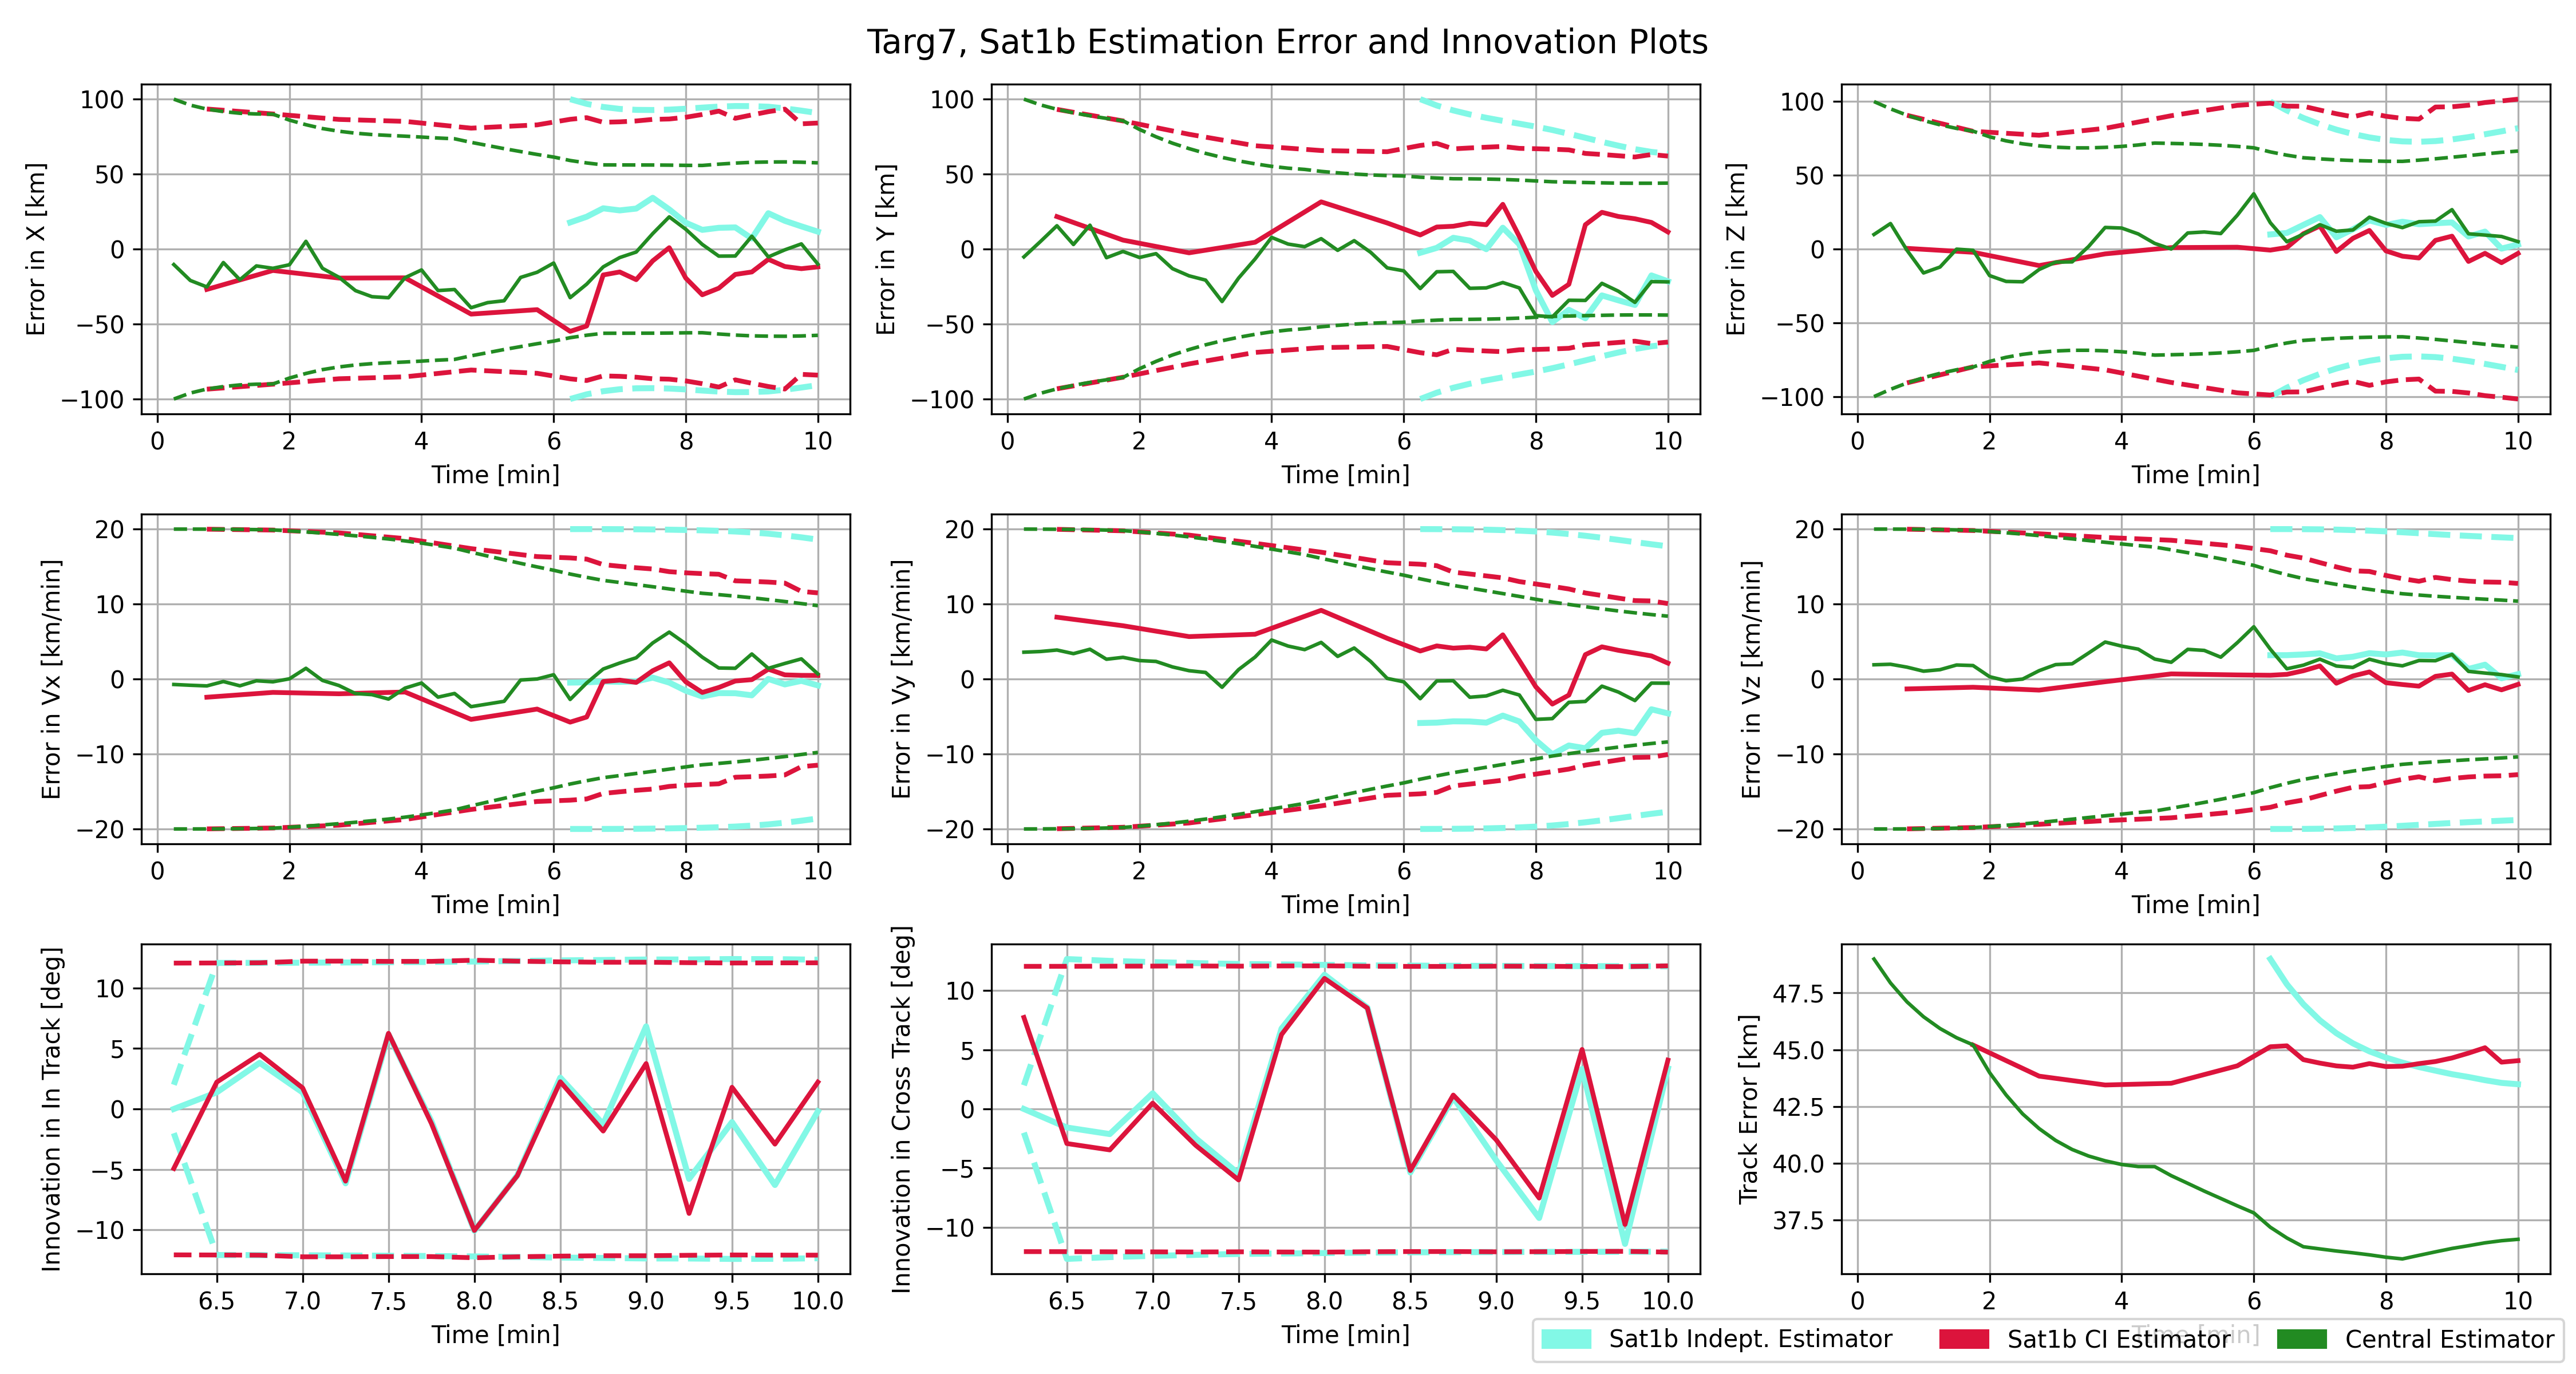 Targ7, Sat1b Estimation Error and Innovation Plots
Error in X [km]
100
50
0
−50
−100
0 2 4 6 8 10
Time [min]
Error in Y [km]
100
50
0
−50
−100
0 2 4 6 8 10
Time [min]
Error in Z [km]
100
50
0
−50
−100
0 2 4 6 8 10
Time [min]
Error in Vx [km/min]
20
10
0
−10
−20
0 2 4 6 8 10
Time [min]
Error in Vy [km/min]
20
10
0
−10
−20
0 2 4 6 8 10
Time [min]
Error in Vz [km/min]
20
10
0
−10
−20
0 2 4 6 8 10
Time [min]
Innovation in In Track [deg]
10
5
0
−5
−10
6.5 7.0 7.5 8.0 8.5 9.0 9.5 10.0
Time [min]
Innovation in Cross Track [deg]
10
5
0
−5
−10
6.5 7.0 7.5 8.0 8.5 9.0 9.5 10.0
Time [min]
Track Error [km]
47.5
45.0
42.5
40.0
37.5
0 2 4 6 8 10
Time [min]
Sat1b Indept. Estimator Sat1b CI Estimator Central Estimator